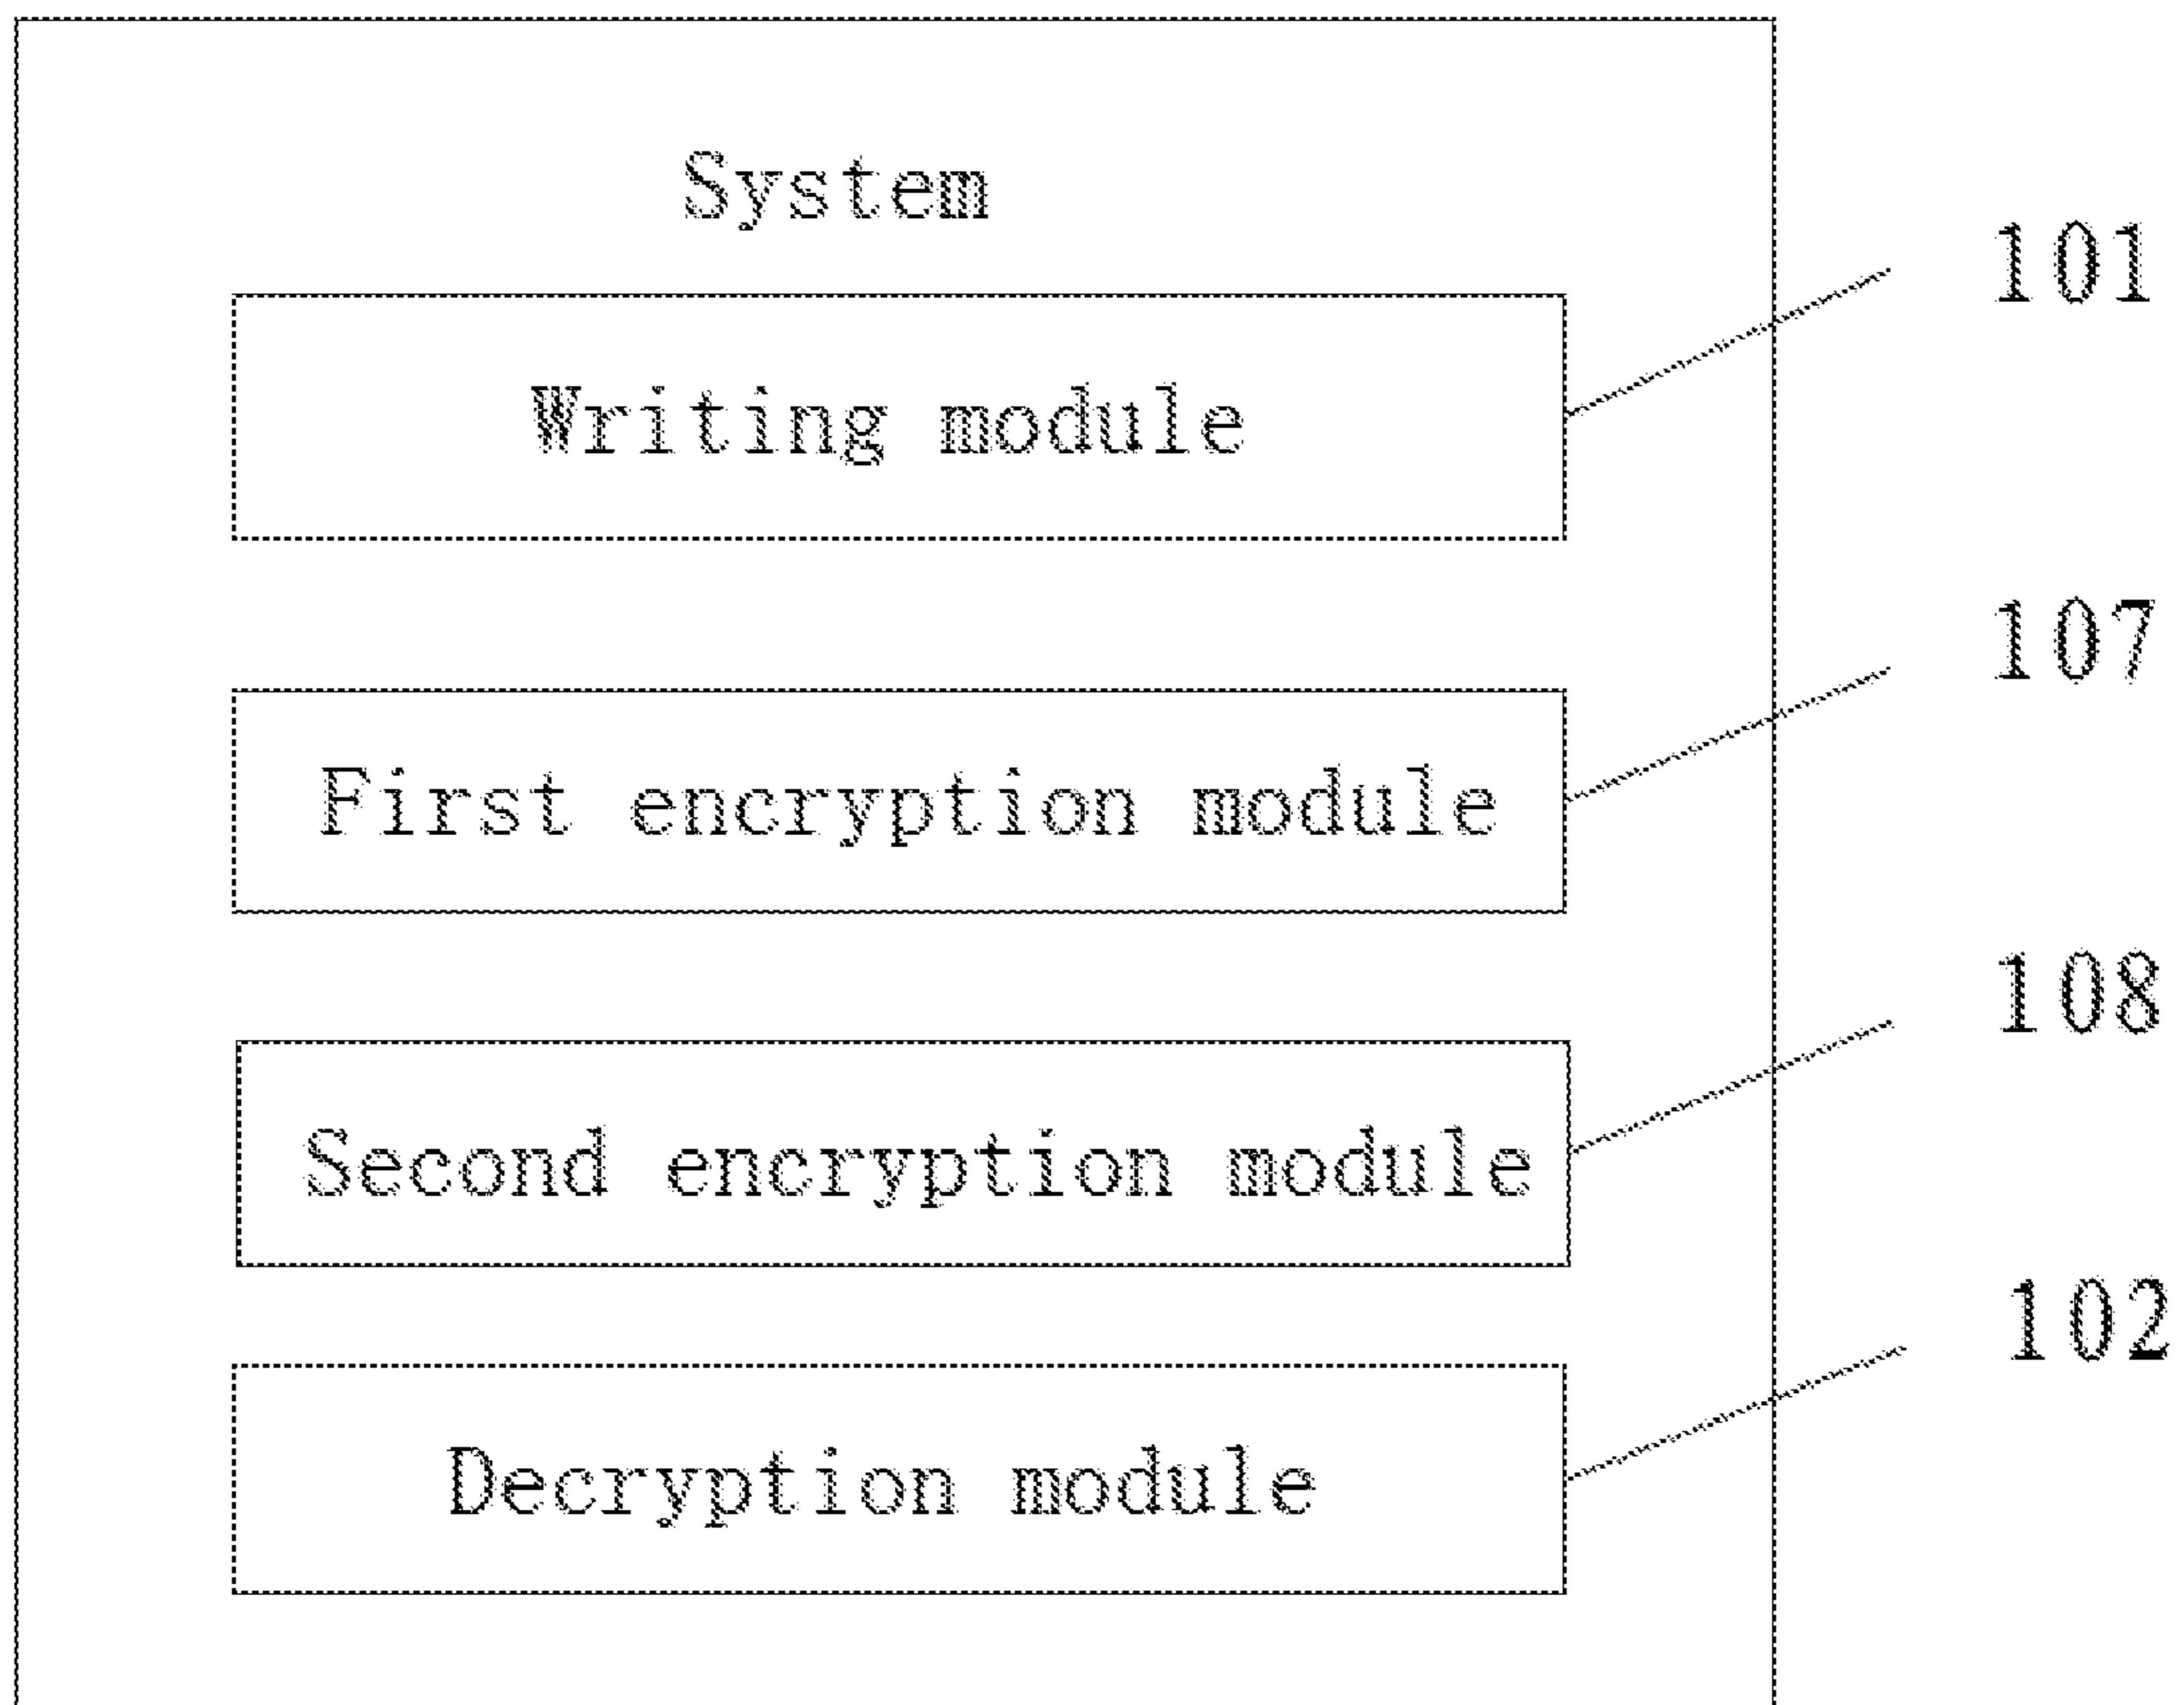 System
101
Writing module
107
First encryption module
108
Second encryption module
102
Decryption module